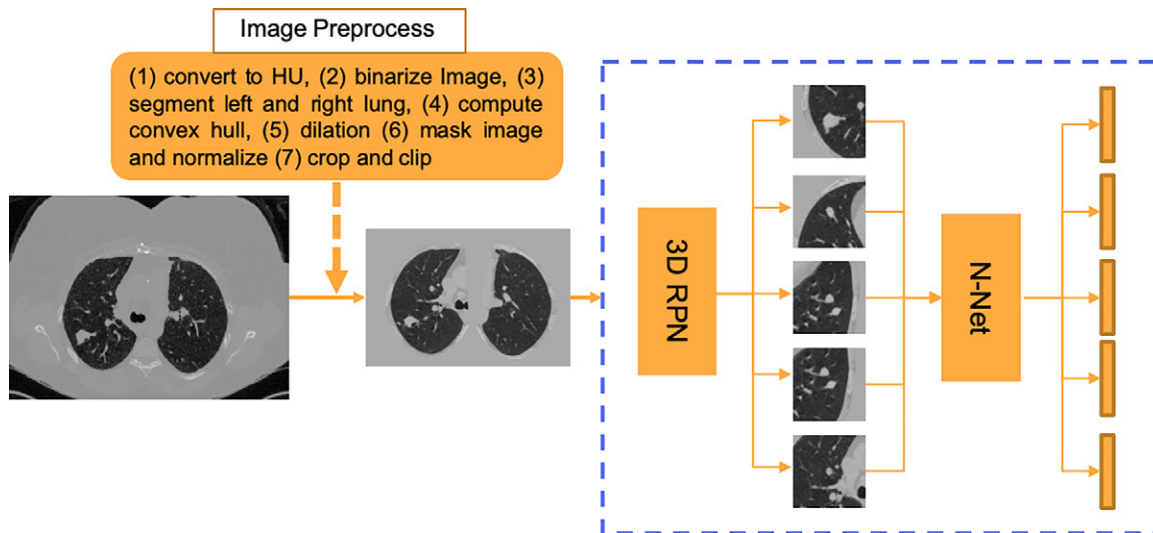 Image Preprocess
(1) convert to HU, (2) binarize Image, (3)
segment left and right lung, (4) compute
convex hull, (5) dilation (6) mask image
and normalize (7) crop and clip
3D RPN
N-Net